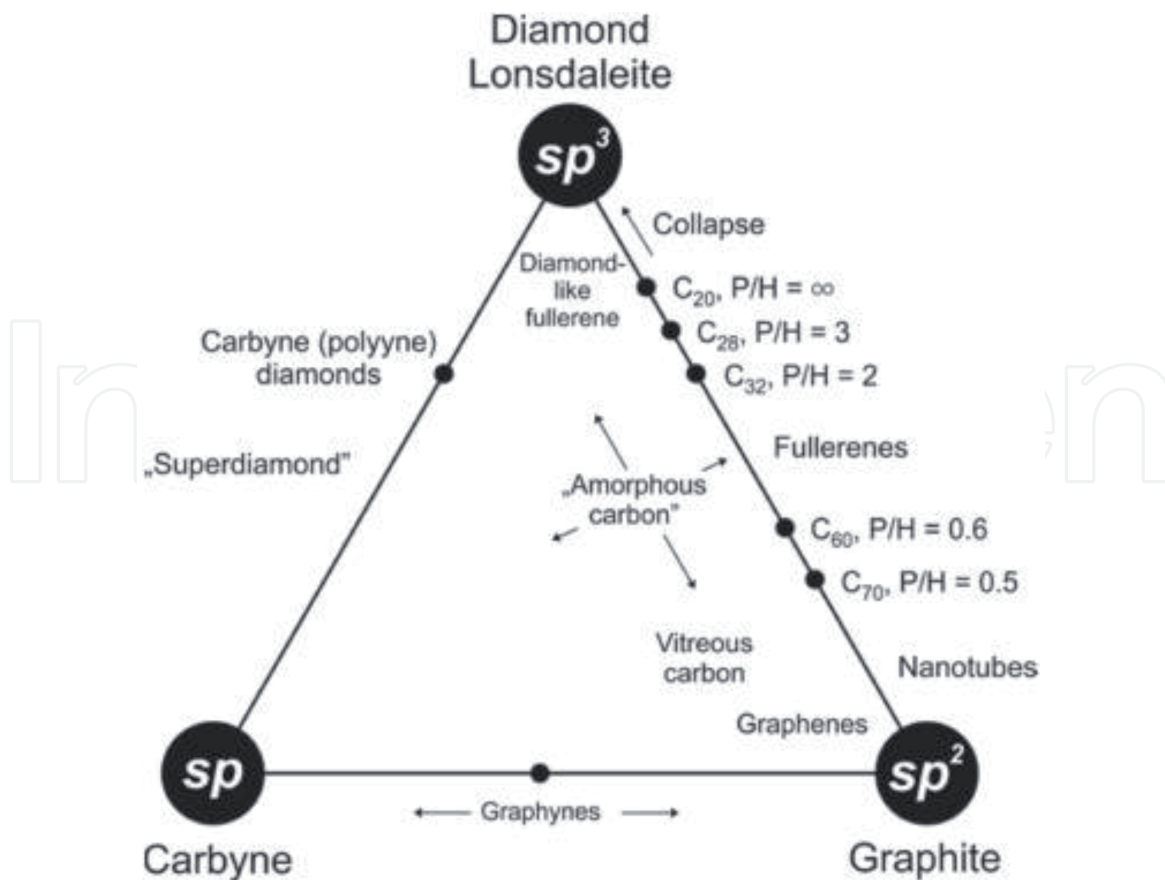 Diamond
Lonsdaleite
sp³
Collapse
Diamond-
like
fullerene
C₂₀, P/H = ∞
C₂₈, P/H = 3
C₃₂, P/H = 2
Carbyne (polyyne)
diamonds
„Superdiamond”
Fullerenes
„Amorphous
carbon”
C₆₀, P/H = 0.6
C₇₀, P/H = 0.5
Vitreous
carbon
Nanotubes
Graphenes
sp
sp²
Graphynes
Carbyne
Graphite